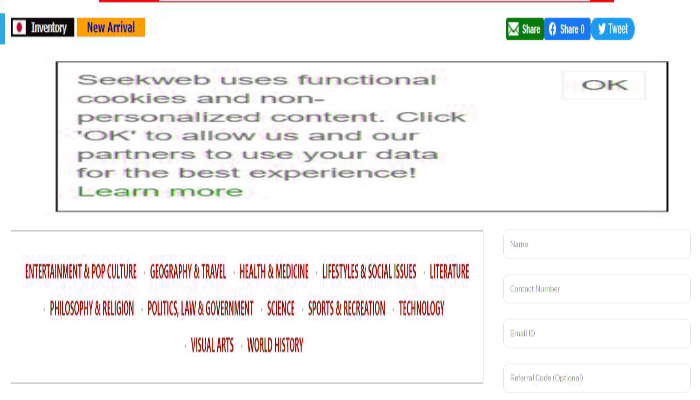 Inventory New Arrival Share Share 0 Tweet
Seekweb uses functional
cookies and non-
personalized content. Click
'OK' to allow us and our
partners to use your data
for the best experience!
Learn more
OK
ENTERTAINMENT & POP CULTURE · GEOGRAPHY & TRAVEL · HEALTH & MEDICINE · LIFESTYLES & SOCIAL ISSUES · LITERATURE
· PHILOSOPHY & RELIGION · POLITICS, LAW & GOVERNMENT · SCIENCE · SPORTS & RECREATION · TECHNOLOGY
· VISUAL ARTS · WORLD HISTORY
Name
Contact Number
Email ID
Referral Code (Optional)